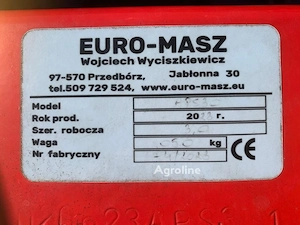 EURO-MASZ
Wojciech Wyciszkiewicz
97-570 Przedbórz, Jabłonna 30
tel.509 729 524, www.euro-masz.eu
Model
Rok prod. 20
Szer. robocza
Waga kg
Nr fabryczny CE
Agroline